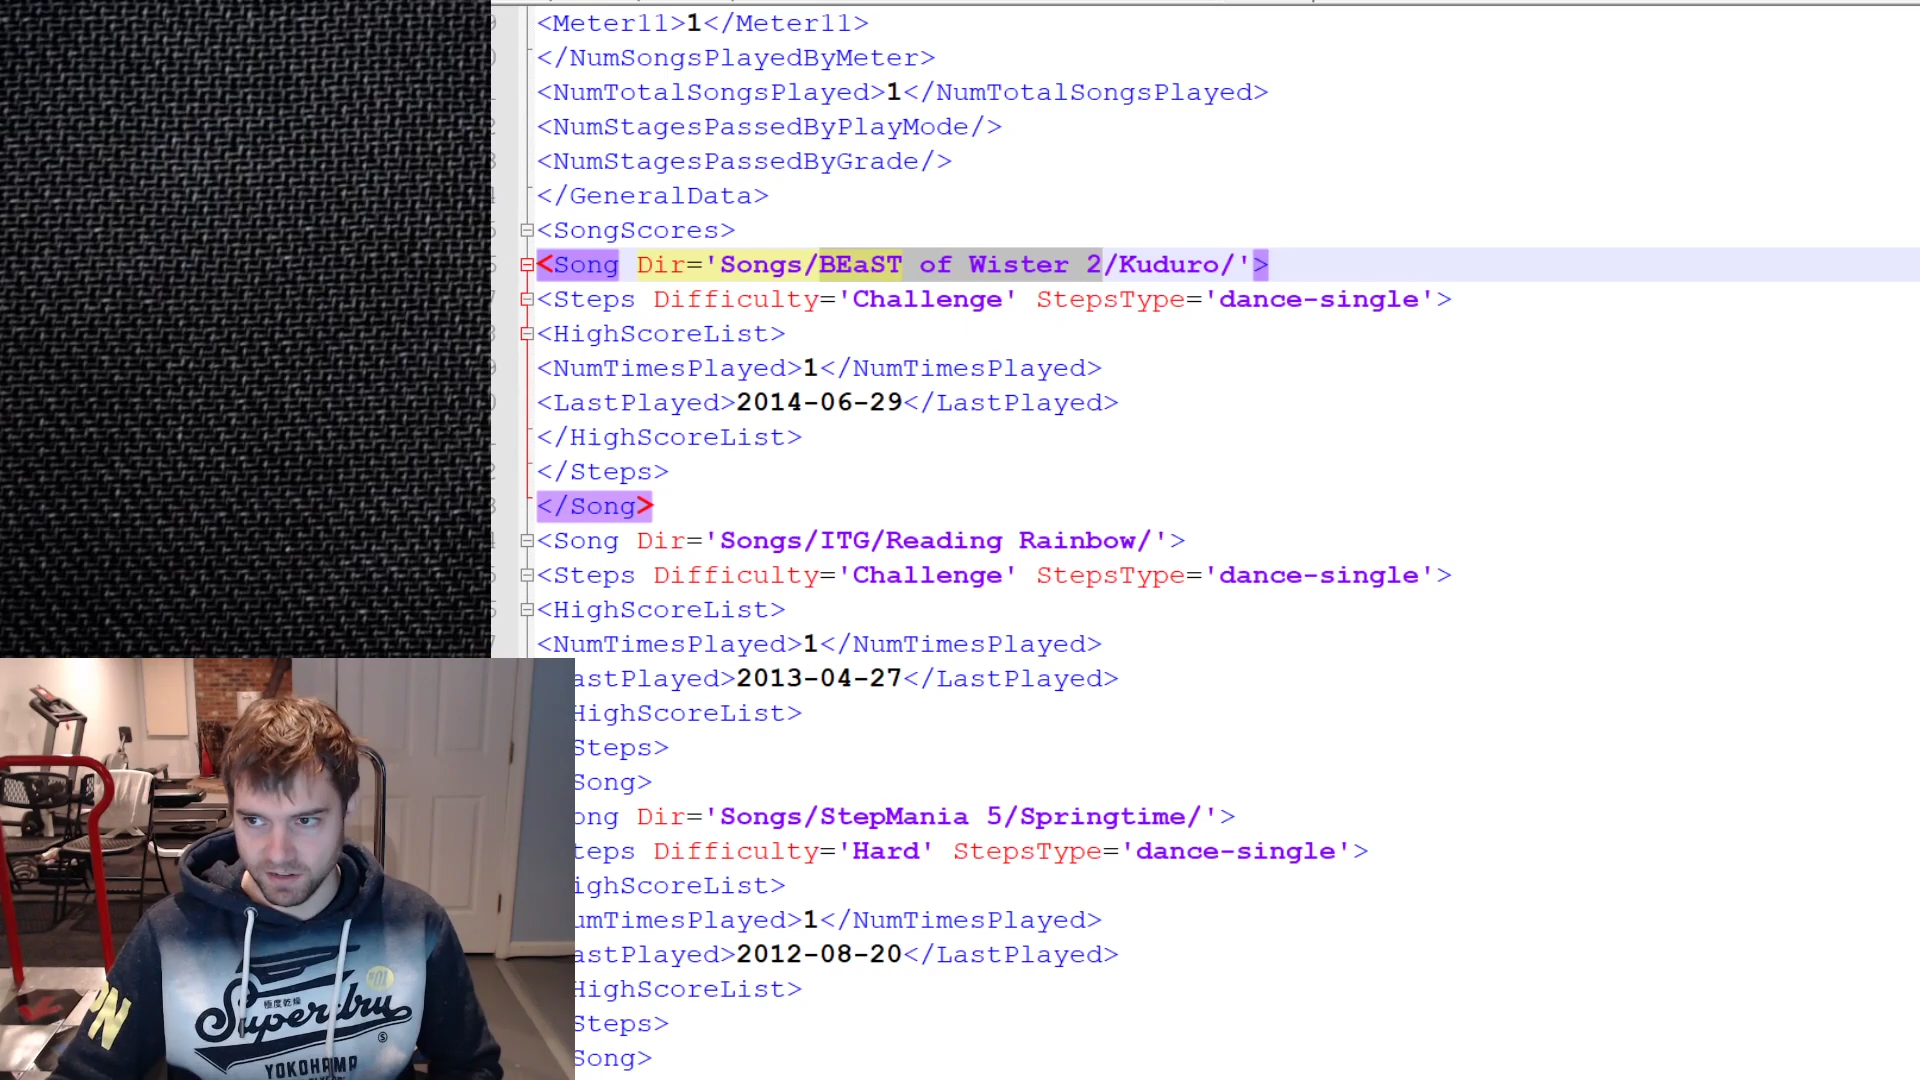 <Meter11>1</Meter11>
</NumSongsPlayedByMeter>
<NumTotalSongsPlayed>1</NumTotalSongsPlayed>
<NumStagesPassedByPlayMode/>
<NumStagesPassedByGrade/>
</GeneralData>
<SongScores>
<Song Dir='Songs/BEaST of Wister 2/Kuduro/'>
<Steps Difficulty='Challenge' StepsType='dance-single'>
<HighScoreList>
<NumTimesPlayed>1</NumTimesPlayed>
<LastPlayed>2014-06-29</LastPlayed>
</HighScoreList>
</Steps>
</Song>
<Song Dir='Songs/ITG/Reading Rainbow/'>
<Steps Difficulty='Challenge' StepsType='dance-single'>
<HighScoreList>
<NumTimesPlayed>1</NumTimesPlayed>
astPlayed>2013-04-27</LastPlayed>
HighScoreList>
Steps>
Song>
ong Dir='Songs/StepMania 5/Springtime/'>
teps Difficulty='Hard' StepsType='dance-single'>
ighScoreList>
umTimesPlayed>1</NumTimesPlayed>
astPlayed>2012-08-20</LastPlayed>
HighScoreList>
Steps>
Song>
Superdry
YOKOHAMA